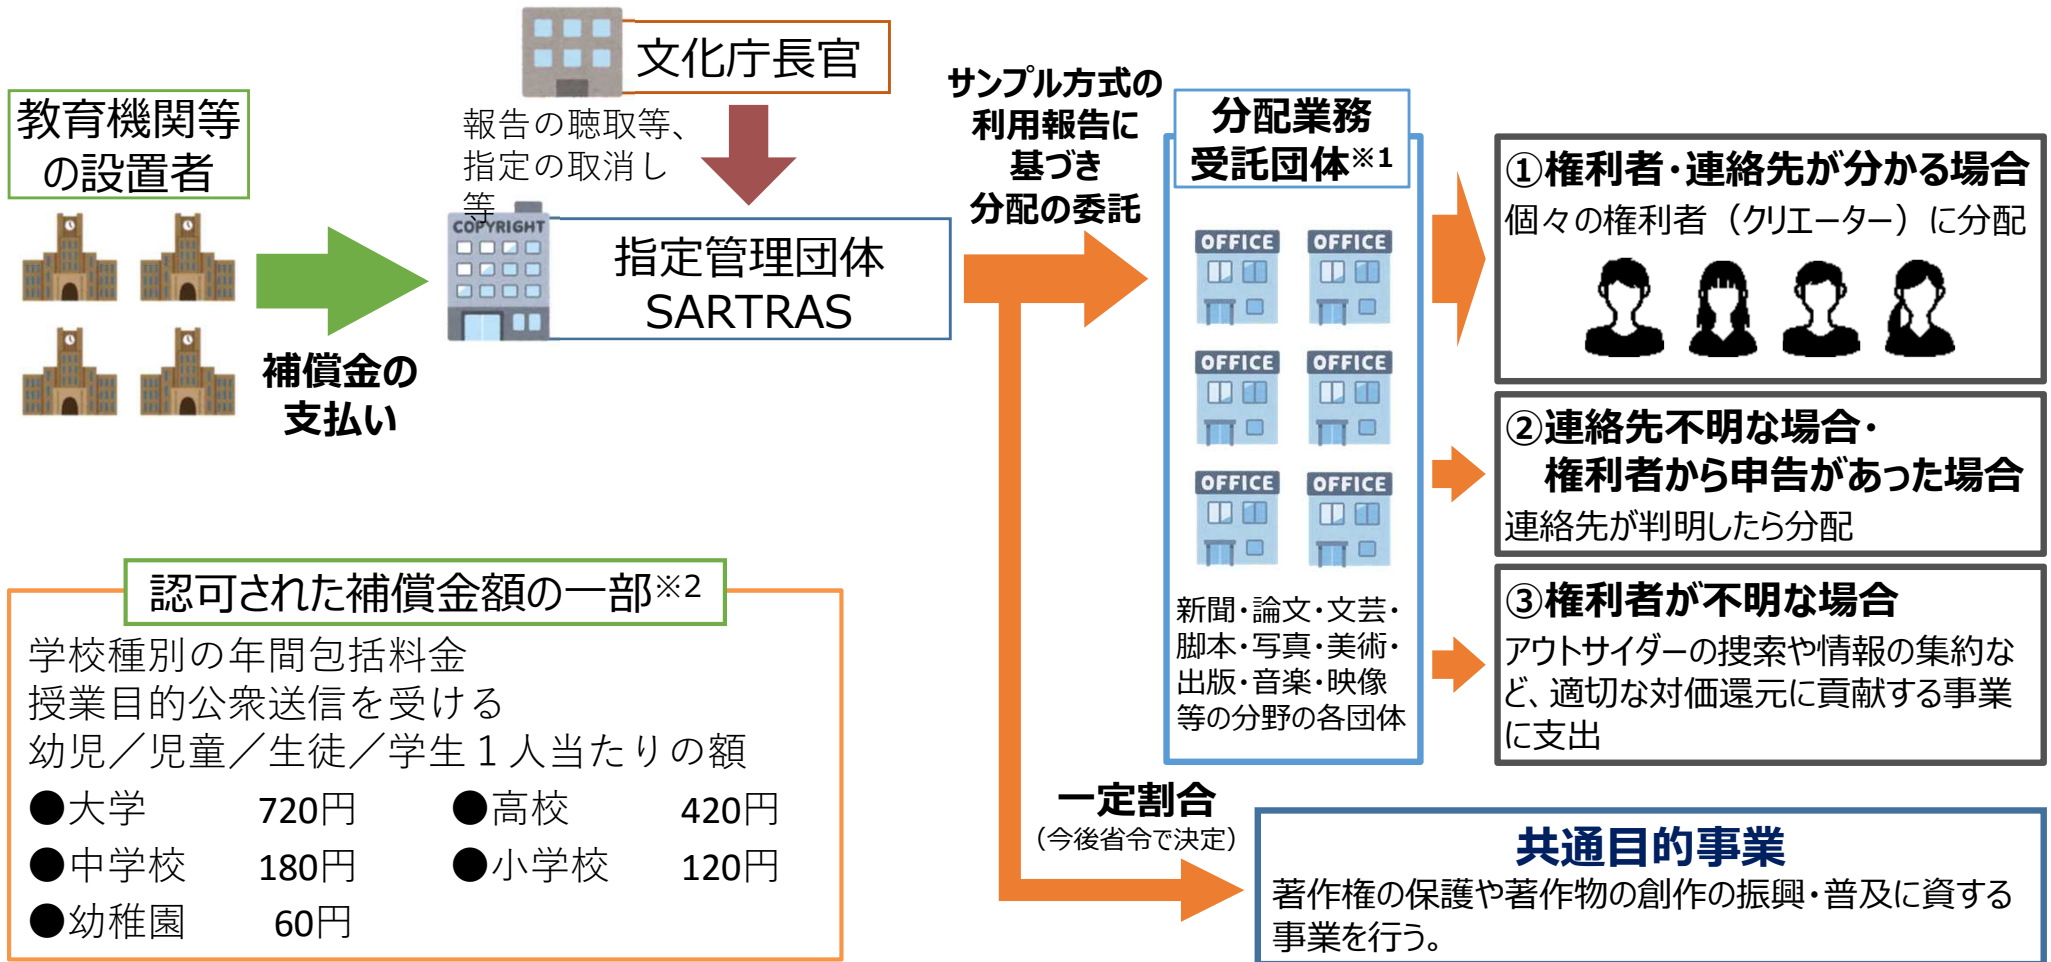 文化庁長官
教育機関等
の設置者
報告の聴取等、
指定の取消し
等
COPYRIGHT
指定管理団体
SARTRAS
補償金の
支払い
サンプル方式の
利用報告に
基づき
分配の委託
分配業務
受託団体※1
OFFICE OFFICE
OFFICE OFFICE
OFFICE OFFICE
新聞・論文・文芸・
脚本・写真・美術・
出版・音楽・映像
等の分野の各団体
①権利者・連絡先が分かる場合
個々の権利者（クリエーター）に分配
②連絡先不明な場合・
権利者から申告があった場合
連絡先が判明したら分配
③権利者が不明な場合
アウトサイダーの捜索や情報の集約な
ど、適切な対価還元に貢献する事業
に支出
一定割合
（今後省令で決定）
共通目的事業
著作権の保護や著作物の創作の振興・普及に資する
事業を行う。
認可された補償金額の一部※2
学校種別の年間包括料金
授業目的公衆送信を受ける
幼児／児童／生徒／学生１人当たりの額
●大学 720円 ●高校 420円
●中学校 180円 ●小学校 120円
●幼稚園 60円